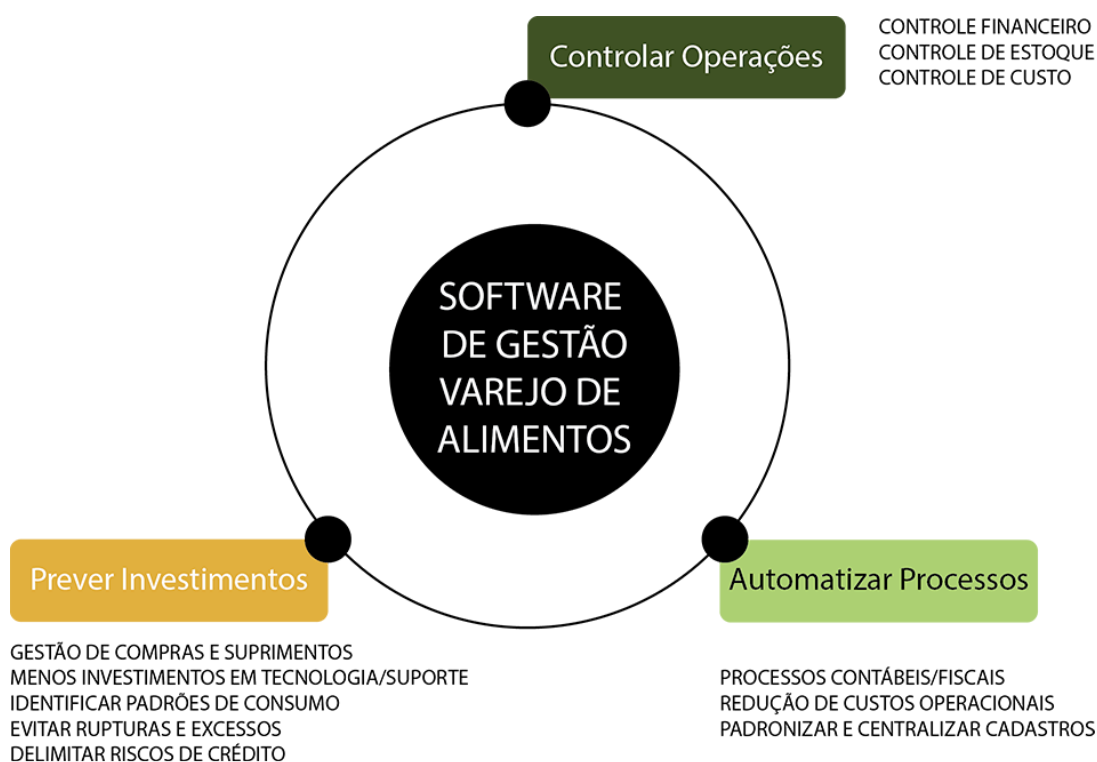 Controlar Operações
CONTROLE FINANCEIRO
CONTROLE DE ESTOQUE
CONTROLE DE CUSTO
SOFTWARE
DE GESTÃO
VAREJO DE
ALIMENTOS
Prever Investimentos
GESTÃO DE COMPRAS E SUPRIMENTOS
MENOS INVESTIMENTOS EM TECNOLOGIA/SUPORTE
IDENTIFICAR PADRÕES DE CONSUMO
EVITAR RUPTURAS E EXCESSOS
DELIMITAR RISCOS DE CRÉDITO
Automatizar Processos
PROCESSOS CONTÁBEIS/FISCAIS
REDUÇÃO DE CUSTOS OPERACIONAIS
PADRONIZAR E CENTRALIZAR CADASTROS